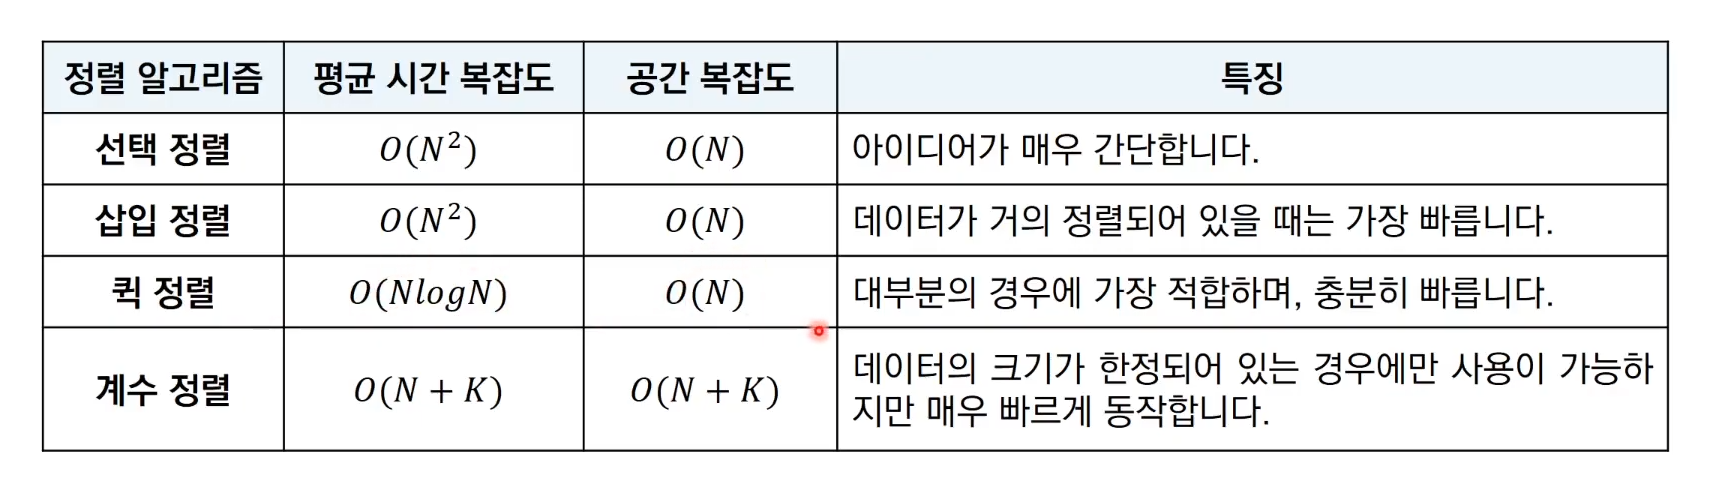 정렬 알고리즘 평균 시간 복잡도 공간 복잡도 특징
선택 정렬 O(N²) O(N) 아이디어가 매우 간단합니다.
삽입 정렬 O(N²) O(N) 데이터가 거의 정렬되어 있을 때는 가장 빠릅니다.
퀵 정렬 O(NlogN) O(N) 대부분의 경우에 가장 적합하며, 충분히 빠릅니다.
계수 정렬 O(N + K) O(N + K) 데이터의 크기가 한정되어 있는 경우에만 사용이 가능하
지만 매우 빠르게 동작합니다.